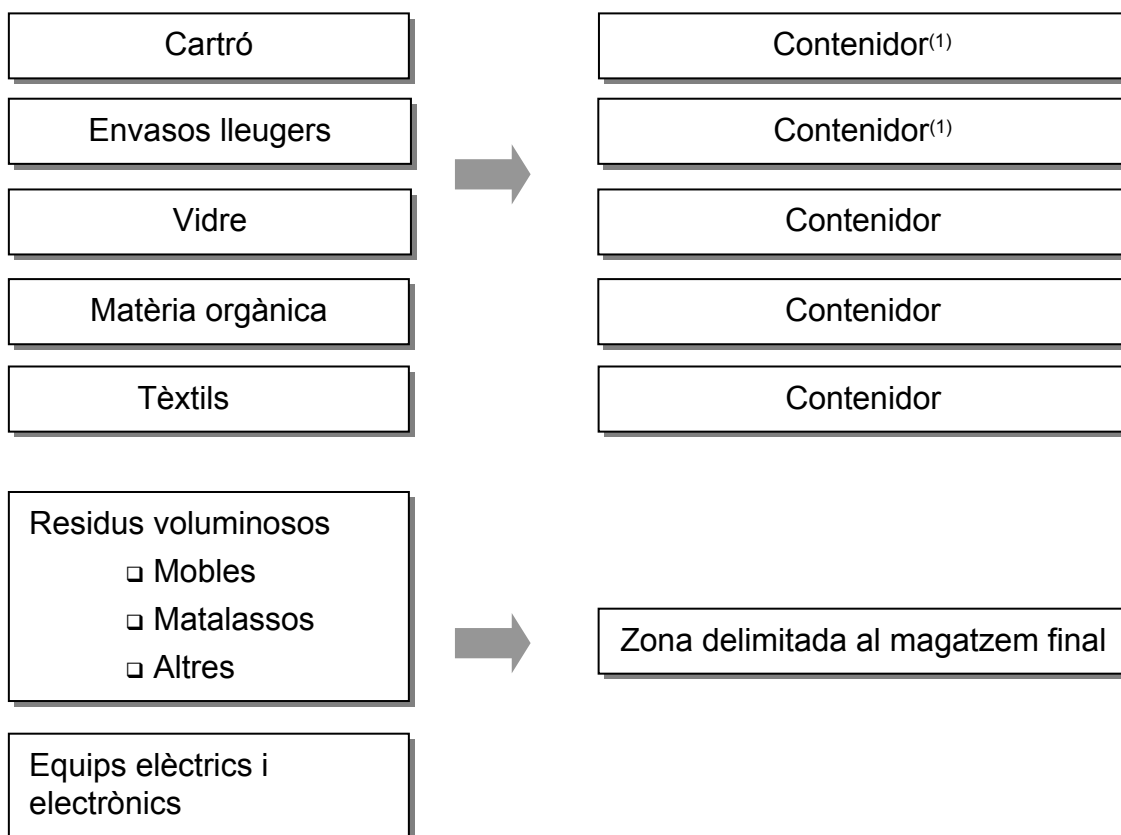 Cartró
Contenidor(1)
Envasos lleugers
Contenidor(1)
Vidre
Contenidor
Matèria orgànica
Contenidor
Tèxtils
Contenidor
Residus voluminosos
❑ Mobles
❑ Matalassos
❑ Altres
Zona delimitada al magatzem final
Equips elèctrics i
electrònics